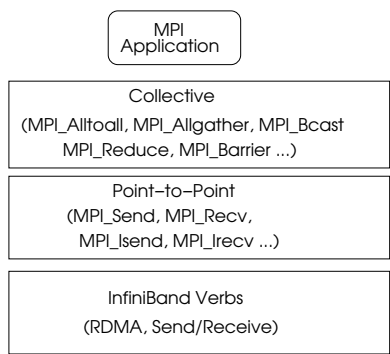 MPI
Application
Collective
(MPI_Alltoall, MPI_Allgather, MPI_Bcast
MPI_Reduce, MPI_Barrier ...)
Point–to–Point
(MPI_Send, MPI_Recv,
MPI_Isend, MPI_Irecv ...)
InfiniBand Verbs
(RDMA, Send/Receive)